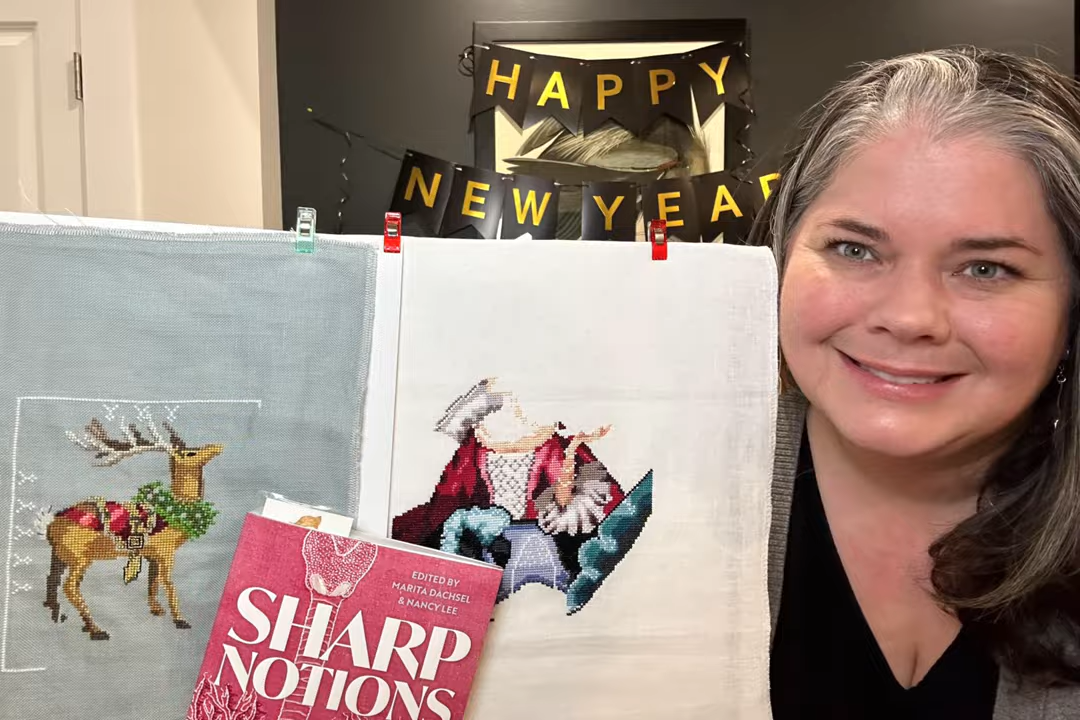 HAPPY
NEW YEAR
EDITED BY
MARITA DACHSEL
& NANCY LEE
SHARP
NOTIONS